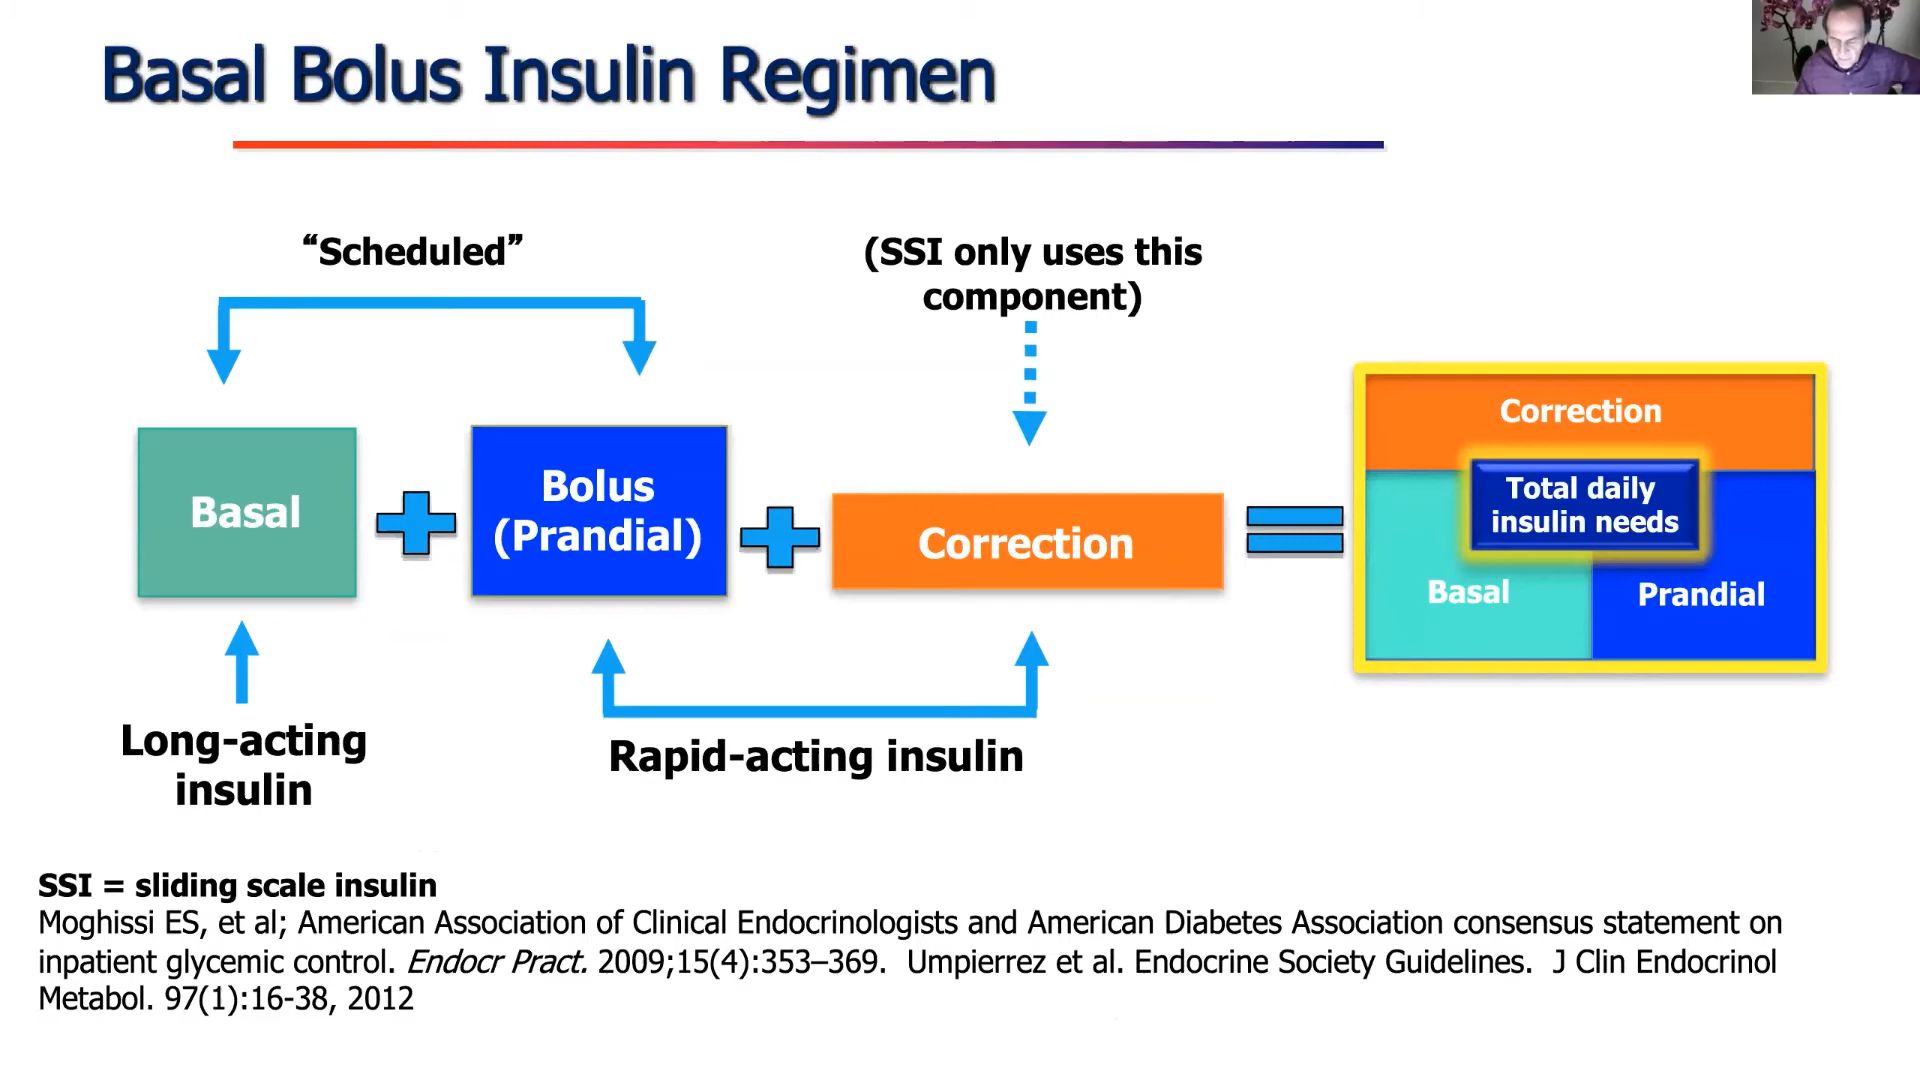 Basal Bolus Insulin Regimen
“Scheduled”
(SSI only uses this
component)
Basal
Bolus
(Prandial)
Correction
Correction
Total daily
insulin needs
Basal
Prandial
Long-acting
insulin
Rapid-acting insulin
SSI = sliding scale insulin
Moghissi ES, et al; American Association of Clinical Endocrinologists and American Diabetes Association consensus statement on
inpatient glycemic control. Endocr Pract. 2009;15(4):353–369. Umpierrez et al. Endocrine Society Guidelines. J Clin Endocrinol
Metabol. 97(1):16-38, 2012